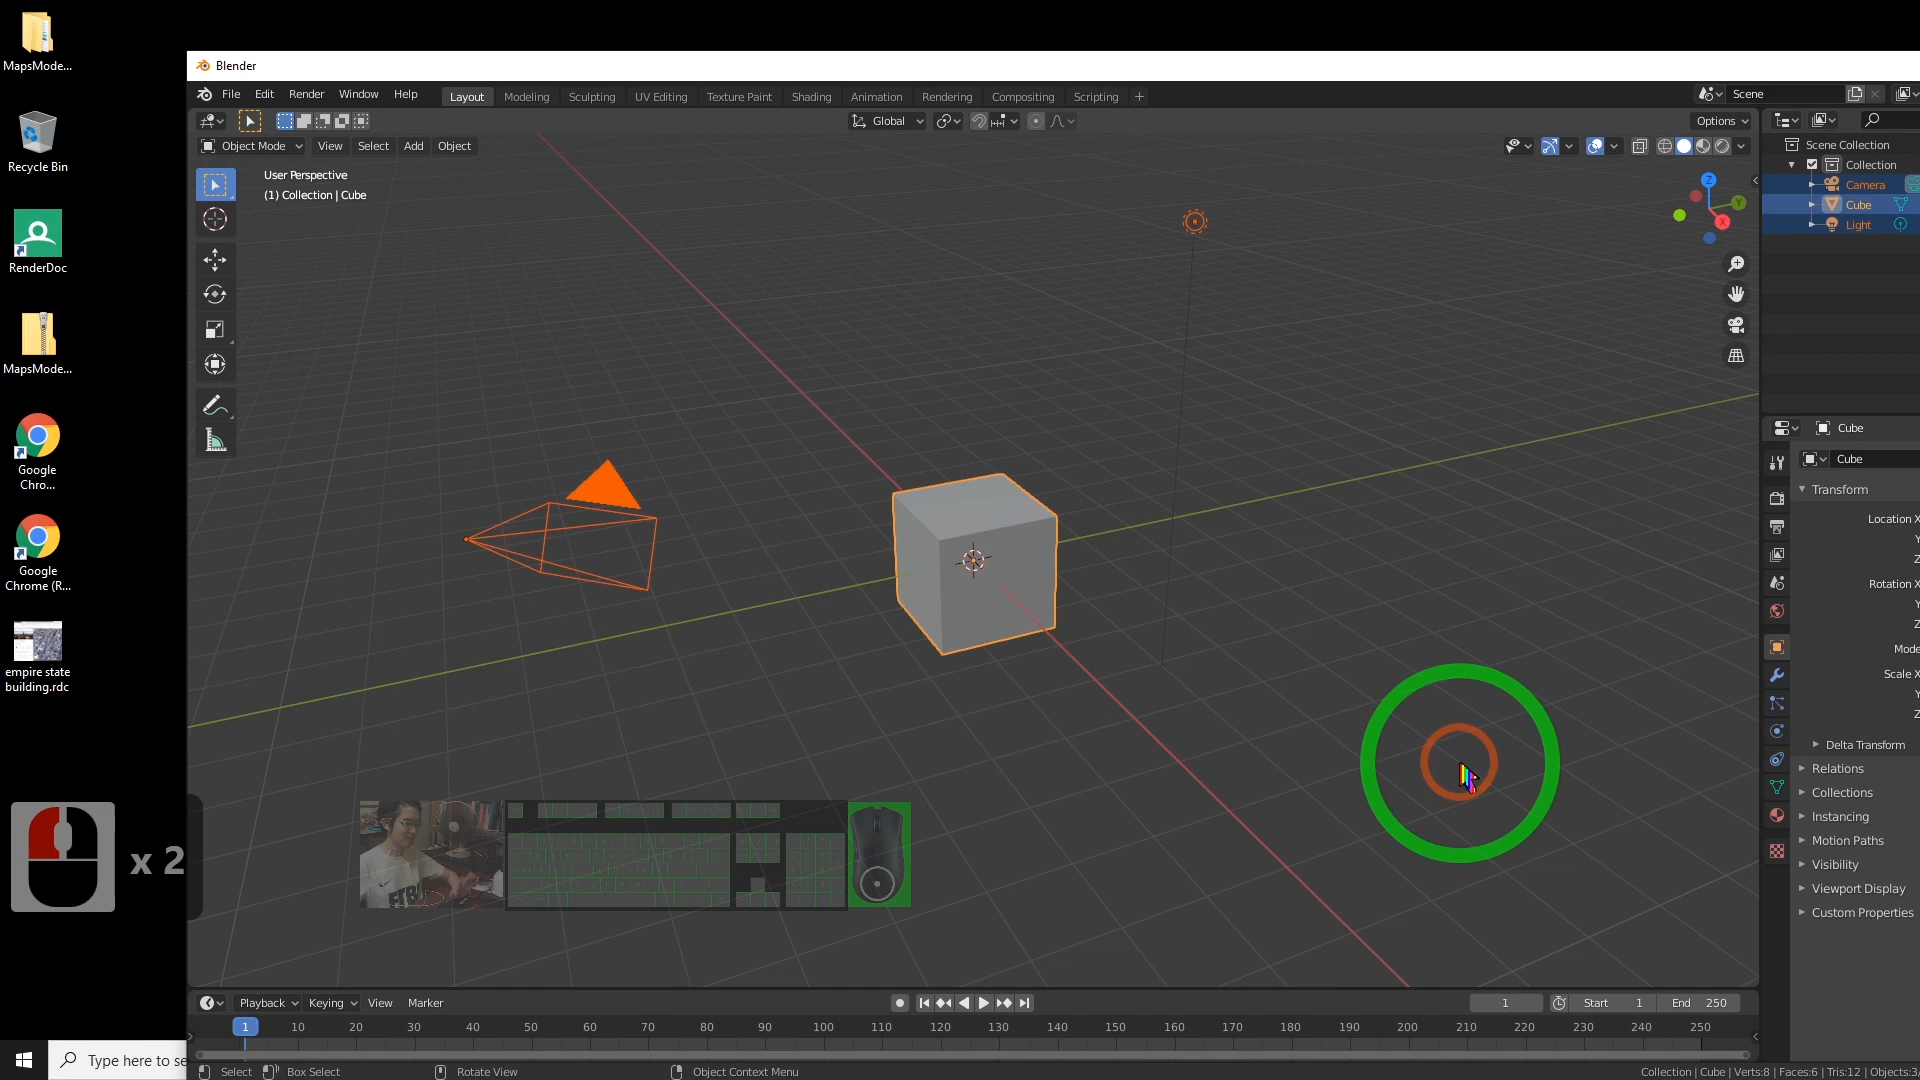 MapsMode...
Recycle Bin
RenderDoc
MapsMode...
Google
Chro...
Google
Chrome (R...
empire state
building.rdc
x 2
Type here to se
Blender
File Edit Render Window Help
Layout Modeling Sculpting UV Editing Texture Paint Shading Animation Rendering Compositing Scripting +
Scene
Global
Options
Object Mode View Select Add Object
User Perspective
(1) Collection | Cube
Z
Y
X
Scene Collection
Collection
Camera
Cube
Light
Cube
Cube
Transform
Location X
Y
Z
Rotation X
Y
Z
Mode
Scale X
Y
Z
Delta Transform
Relations
Collections
Instancing
Motion Paths
Visibility
Viewport Display
Custom Properties
Playback Keying View Marker
1 Start 1 End 250
1 10 20 30 40 50 60 70 80 90 100 110 120 130 140 150 160 170 180 190 200 210 220 230 240 250
Select Box Select Rotate View Object Context Menu
Collection | Cube | Verts:8 | Faces:6 | Tris:12 | Objects:3/